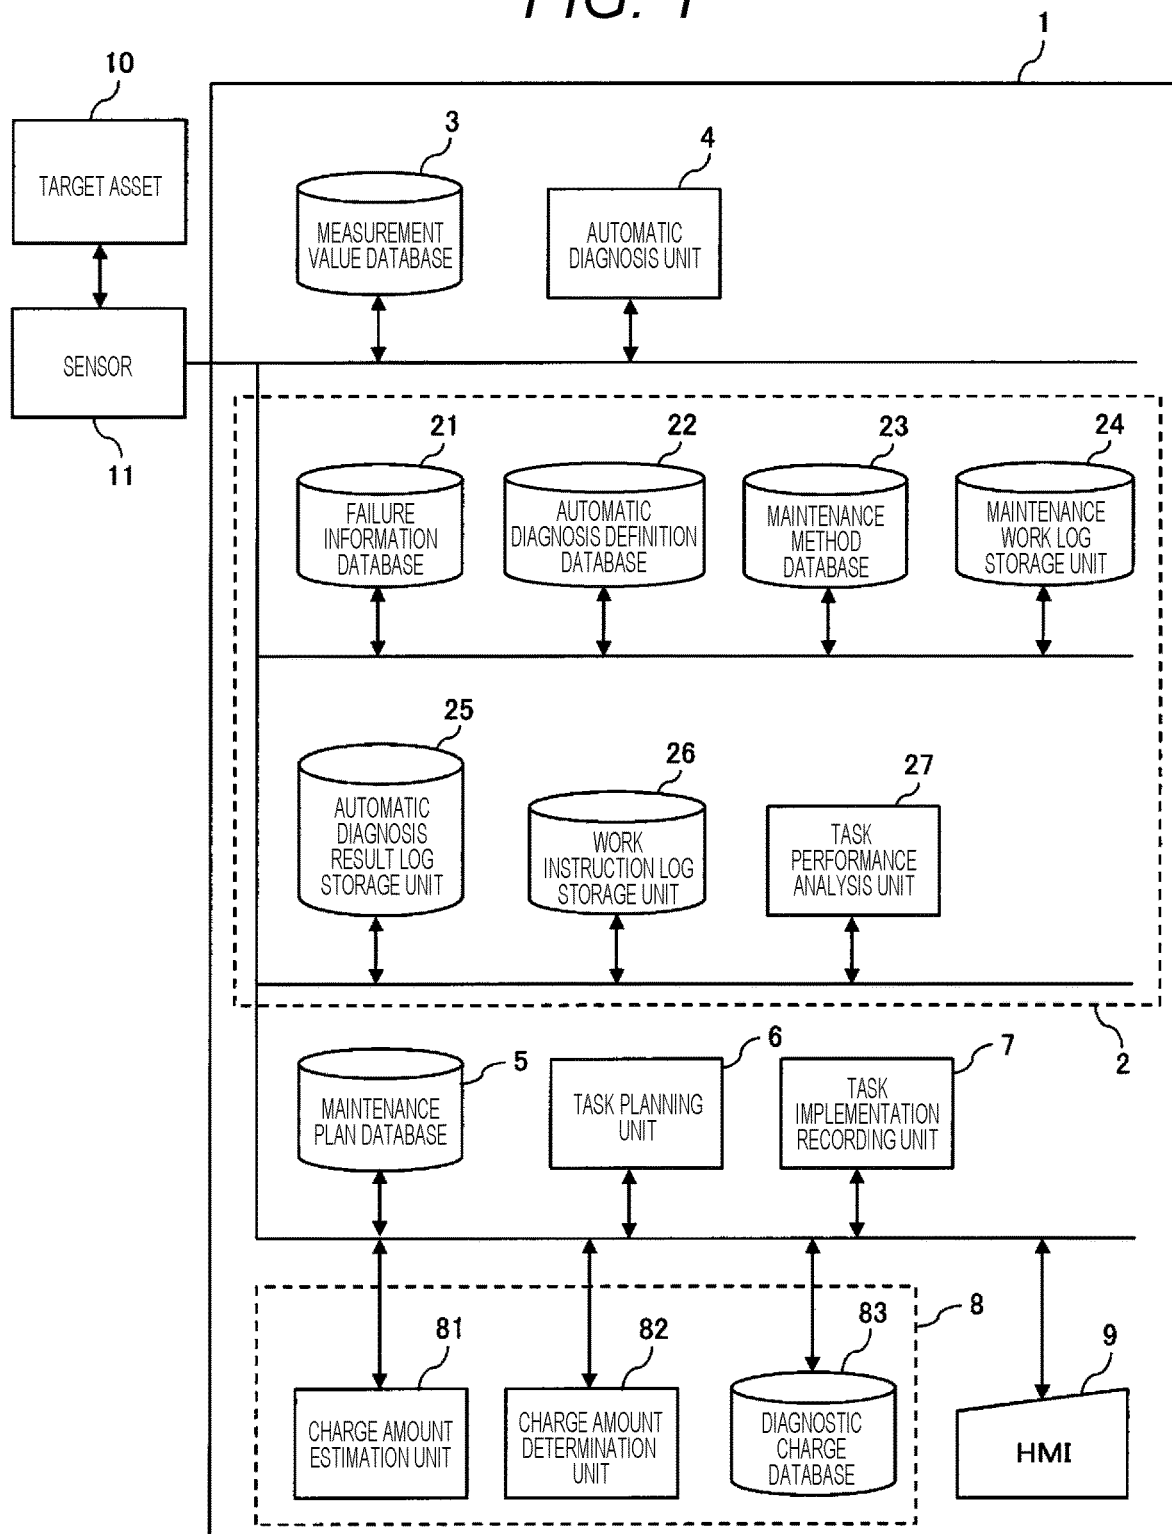 FIG. 1
1
10
TARGET ASSET
3
MEASUREMENT
VALUE DATABASE
4
AUTOMATIC
DIAGNOSIS UNIT
SENSOR
11
21
FAILURE
INFORMATION
DATABASE
22
AUTOMATIC
DIAGNOSIS DEFINITION
DATABASE
23
MAINTENANCE
METHOD
DATABASE
24
MAINTENANCE
WORK LOG
STORAGE UNIT
25
AUTOMATIC
DIAGNOSIS
RESULT LOG
STORAGE UNIT
26
WORK
INSTRUCTION LOG
STORAGE UNIT
27
TASK
PERFORMANCE
ANALYSIS UNIT
2
5
MAINTENANCE
PLAN DATABASE
6
TASK PLANNING
UNIT
7
TASK
IMPLEMENTATION
RECORDING UNIT
8
81
CHARGE AMOUNT
ESTIMATION UNIT
82
CHARGE AMOUNT
DETERMINATION
UNIT
83
DIAGNOSTIC
CHARGE
DATABASE
9
HMI